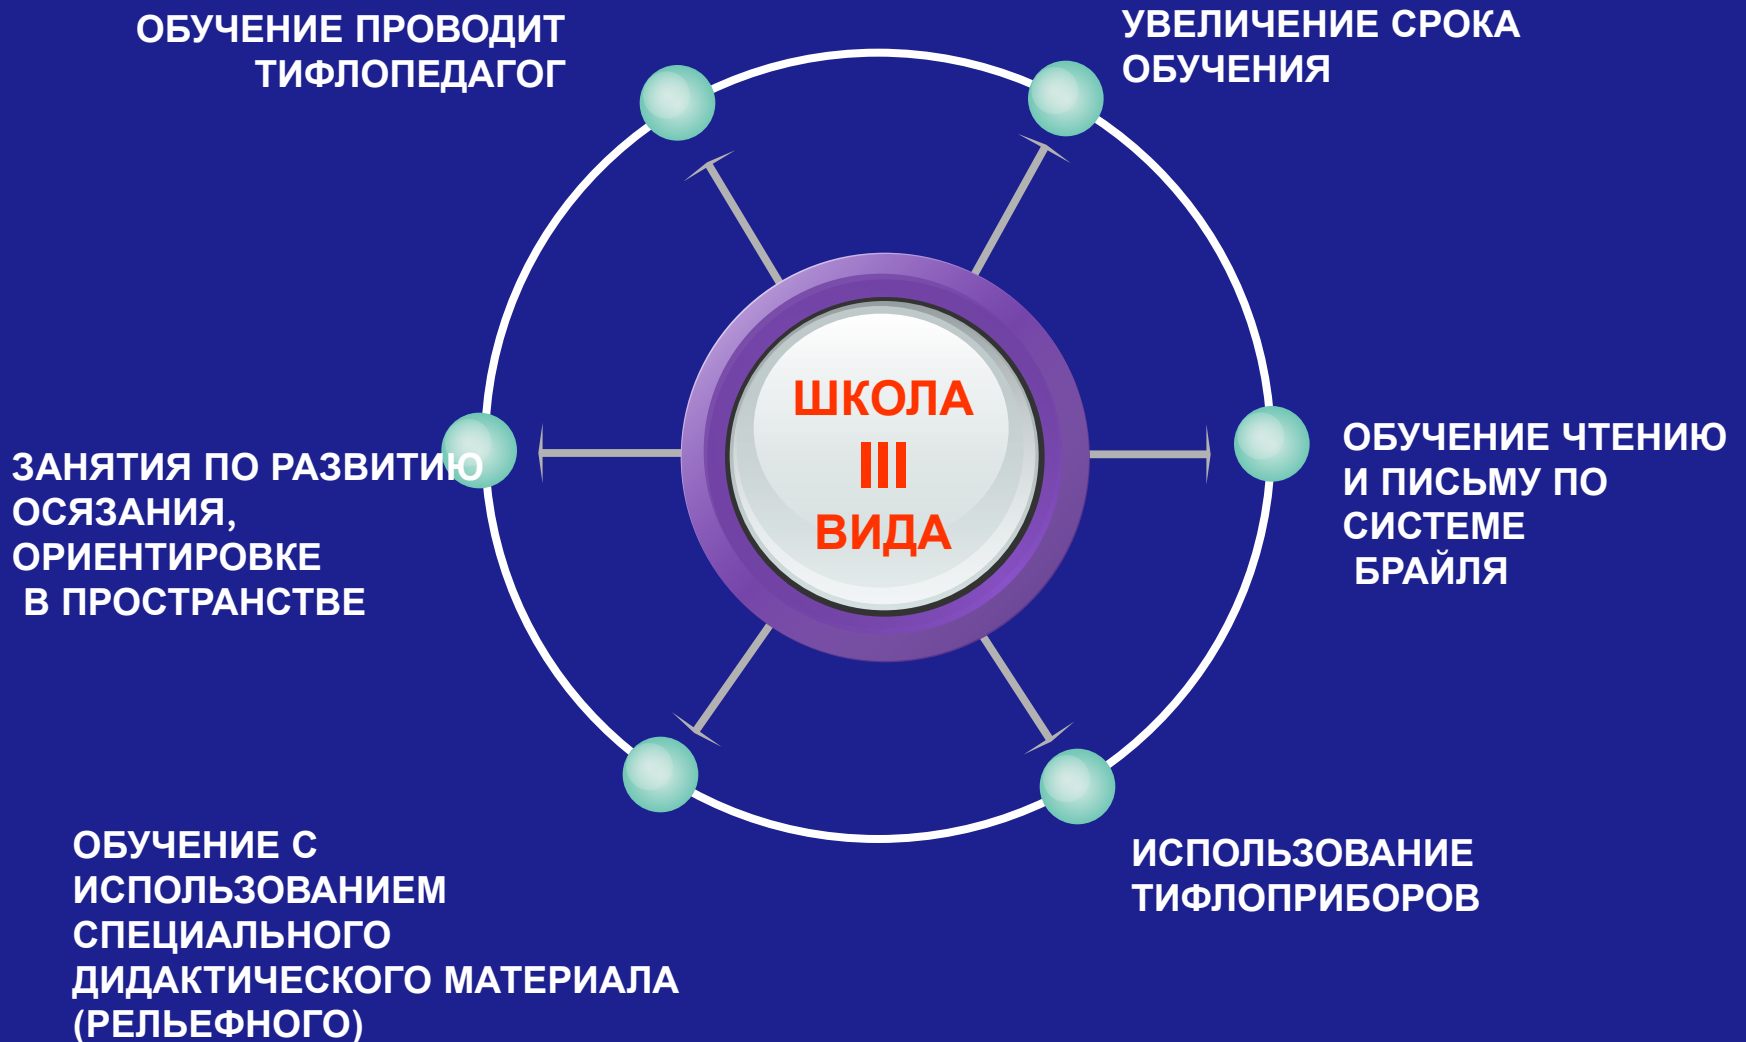 ОБУЧЕНИЕ ПРОВОДИТ
ТИФЛОПЕДАГОГ
УВЕЛИЧЕНИЕ СРОКА
ОБУЧЕНИЯ
ШКОЛА
III
ВИДА
ЗАНЯТИЯ ПО РАЗВИТИЮ
ОСЯЗАНИЯ,
ОРИЕНТИРОВКЕ
В ПРОСТРАНСТВЕ
ОБУЧЕНИЕ ЧТЕНИЮ
И ПИСЬМУ ПО
СИСТЕМЕ
БРАЙЛЯ
ОБУЧЕНИЕ С
ИСПОЛЬЗОВАНИЕМ
СПЕЦИАЛЬНОГО
ДИДАКТИЧЕСКОГО МАТЕРИАЛА
(РЕЛЬЕФНОГО)
ИСПОЛЬЗОВАНИЕ
ТИФЛОПРИБОРОВ